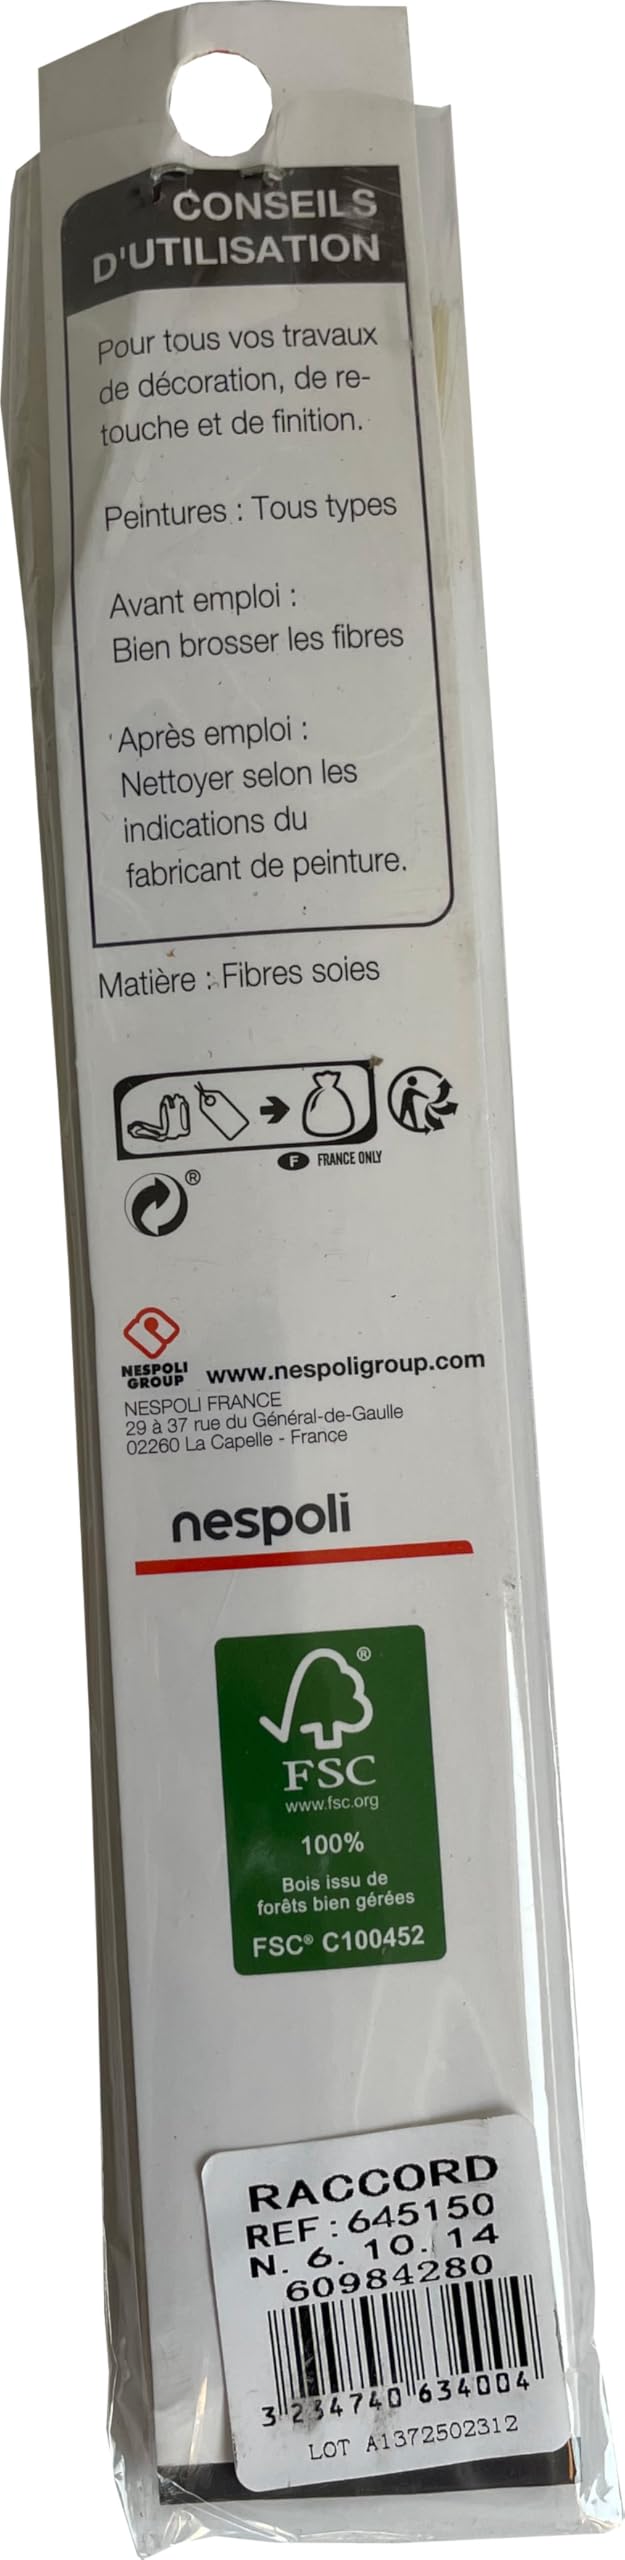 CONSEILS
D'UTILISATION
Pour tous vos travaux
de décoration, de re-
touche et de finition.
Peintures : Tous types
Avant emploi :
Bien brosser les fibres
Après emploi :
Nettoyer selon les
indications du
fabricant de peinture.
Matière : Fibres soies
F FRANCE ONLY
®
NESPOLI
GROUP
www.nespoligroup.com
NESPOLI FRANCE
29 à 37 rue du Général-de-Gaulle
02260 La Capelle - France
nespoli
®
FSC
www.fsc.org
100%
Bois issu de
forêts bien gérées
FSC® C100452
RACCORD
REF : 645150
N. 6. 10. 14
60984280
3 234740 634004
LOT A1372502312